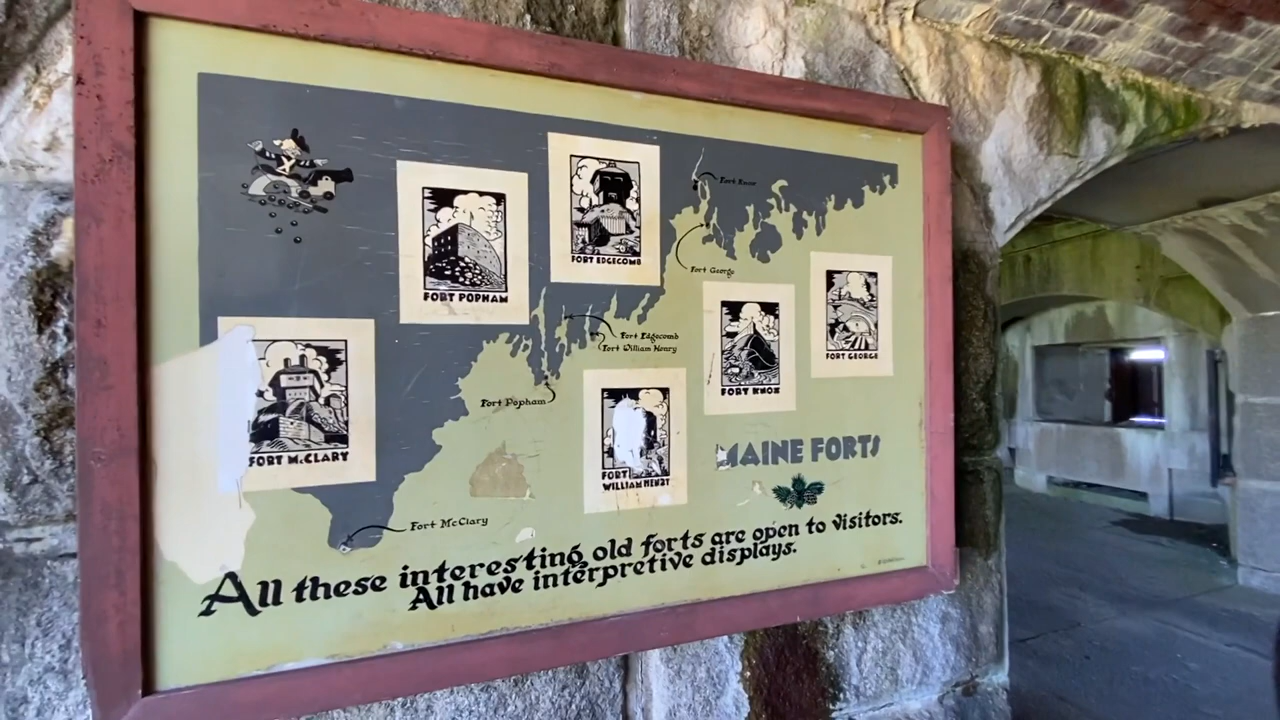 FORT POPHAM
FORT EDGECOMB
Fort Knox
Fort George
FORT McCLARY
Fort Edgecomb
Fort William Henry
Fort Popham
FORT KNOX
FORT GEORGE
FORT
WILLIAM HENRY
MAINE FORTS
Fort McClary
All these interesting old forts are open to visitors.
All have interpretive displays.